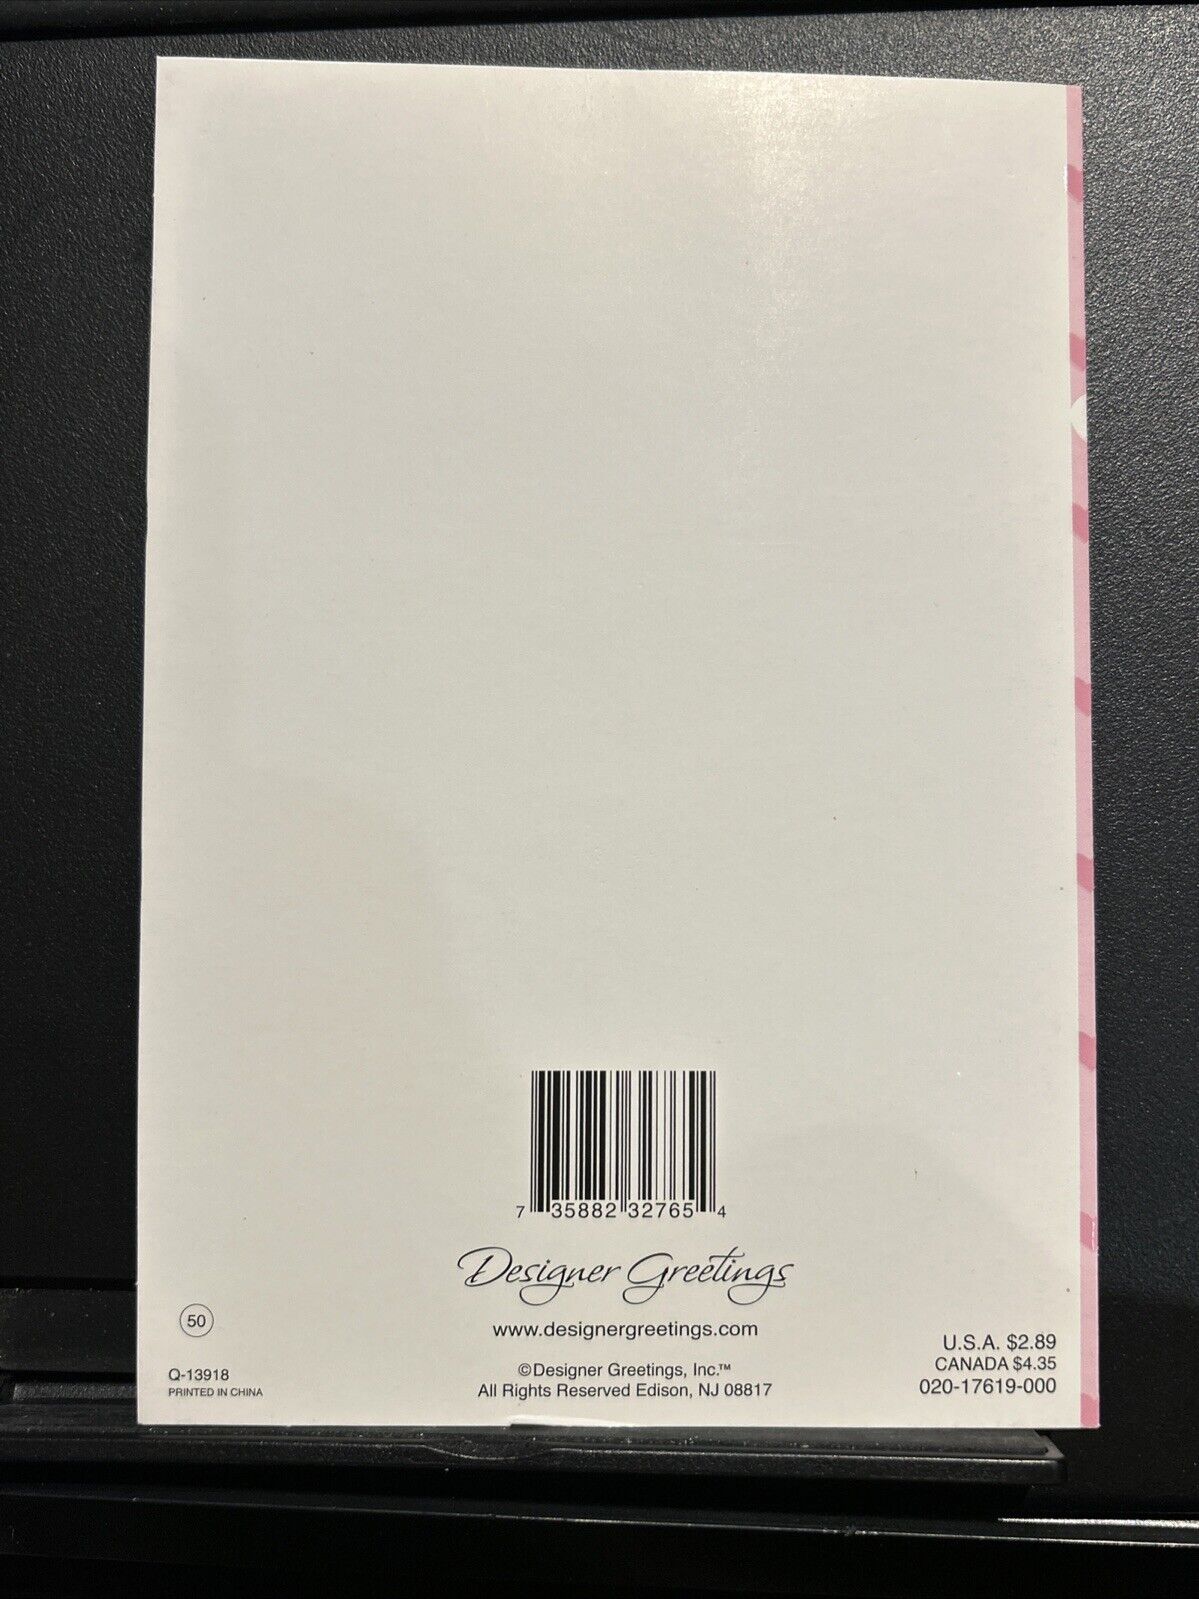 7 35882 32765 4
Designer Greetings
www.designergreetings.com
©Designer Greetings, Inc.™
All Rights Reserved Edison, NJ 08817
50
Q-13918
PRINTED IN CHINA
U.S.A. $2.89
CANADA $4.35
020-17619-000